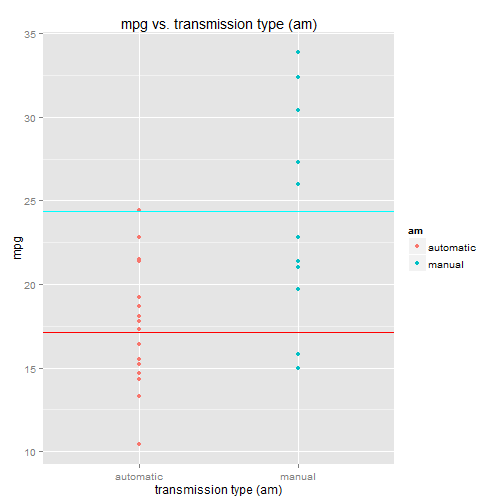 mpg vs. transmission type (am)
35
30
25
20
15
10
mpg
automatic
manual
transmission type (am)
am
automatic
manual